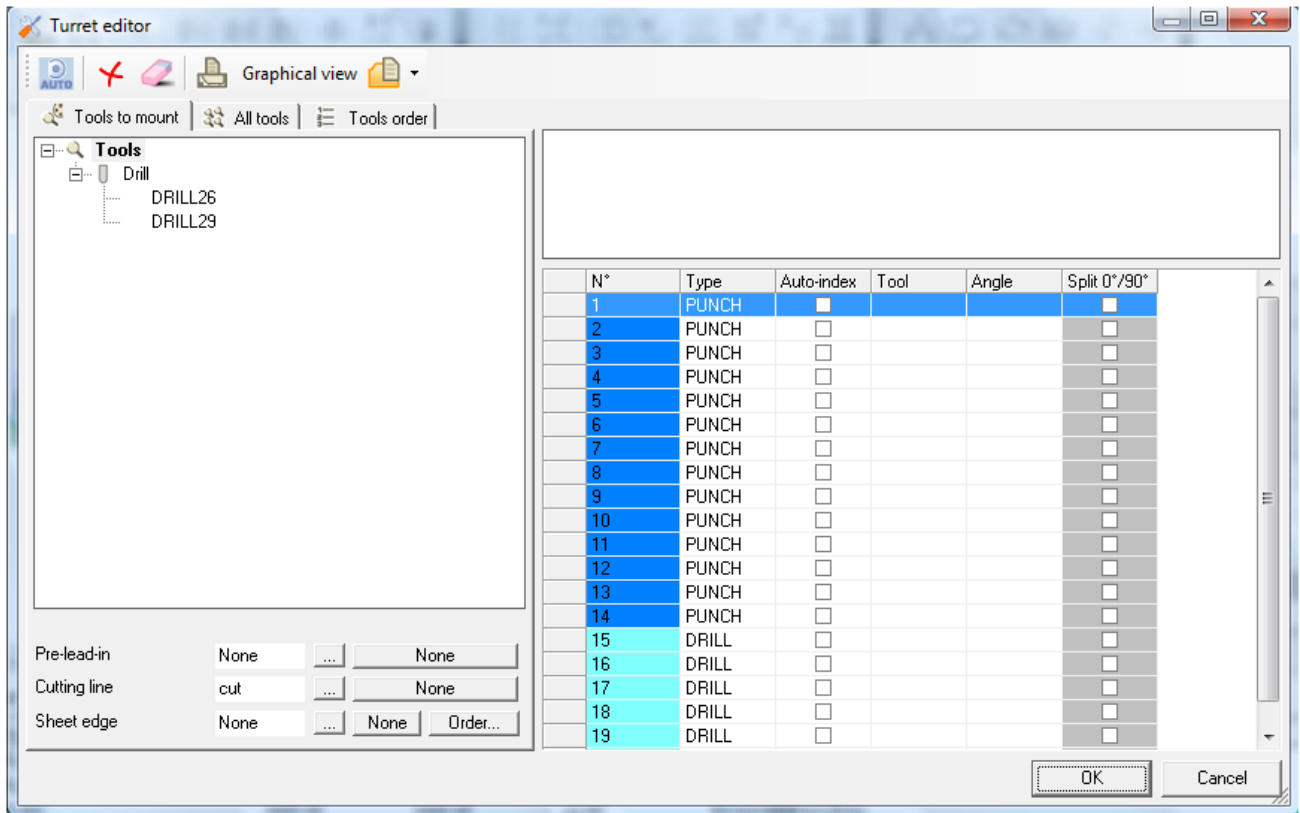 Turret editor
AUTO Graphical view
Tools to mount All tools Tools order
Tools
Drill
DRILL26
DRILL29
N° Type Auto-index Tool Angle Split 0°/90°
1 PUNCH
2 PUNCH
3 PUNCH
4 PUNCH
5 PUNCH
6 PUNCH
7 PUNCH
8 PUNCH
9 PUNCH
10 PUNCH
11 PUNCH
12 PUNCH
13 PUNCH
14 PUNCH
15 DRILL
16 DRILL
17 DRILL
18 DRILL
19 DRILL
Pre-lead-in None ... None
Cutting line cut ... None
Sheet edge None ... None Order...
OK Cancel